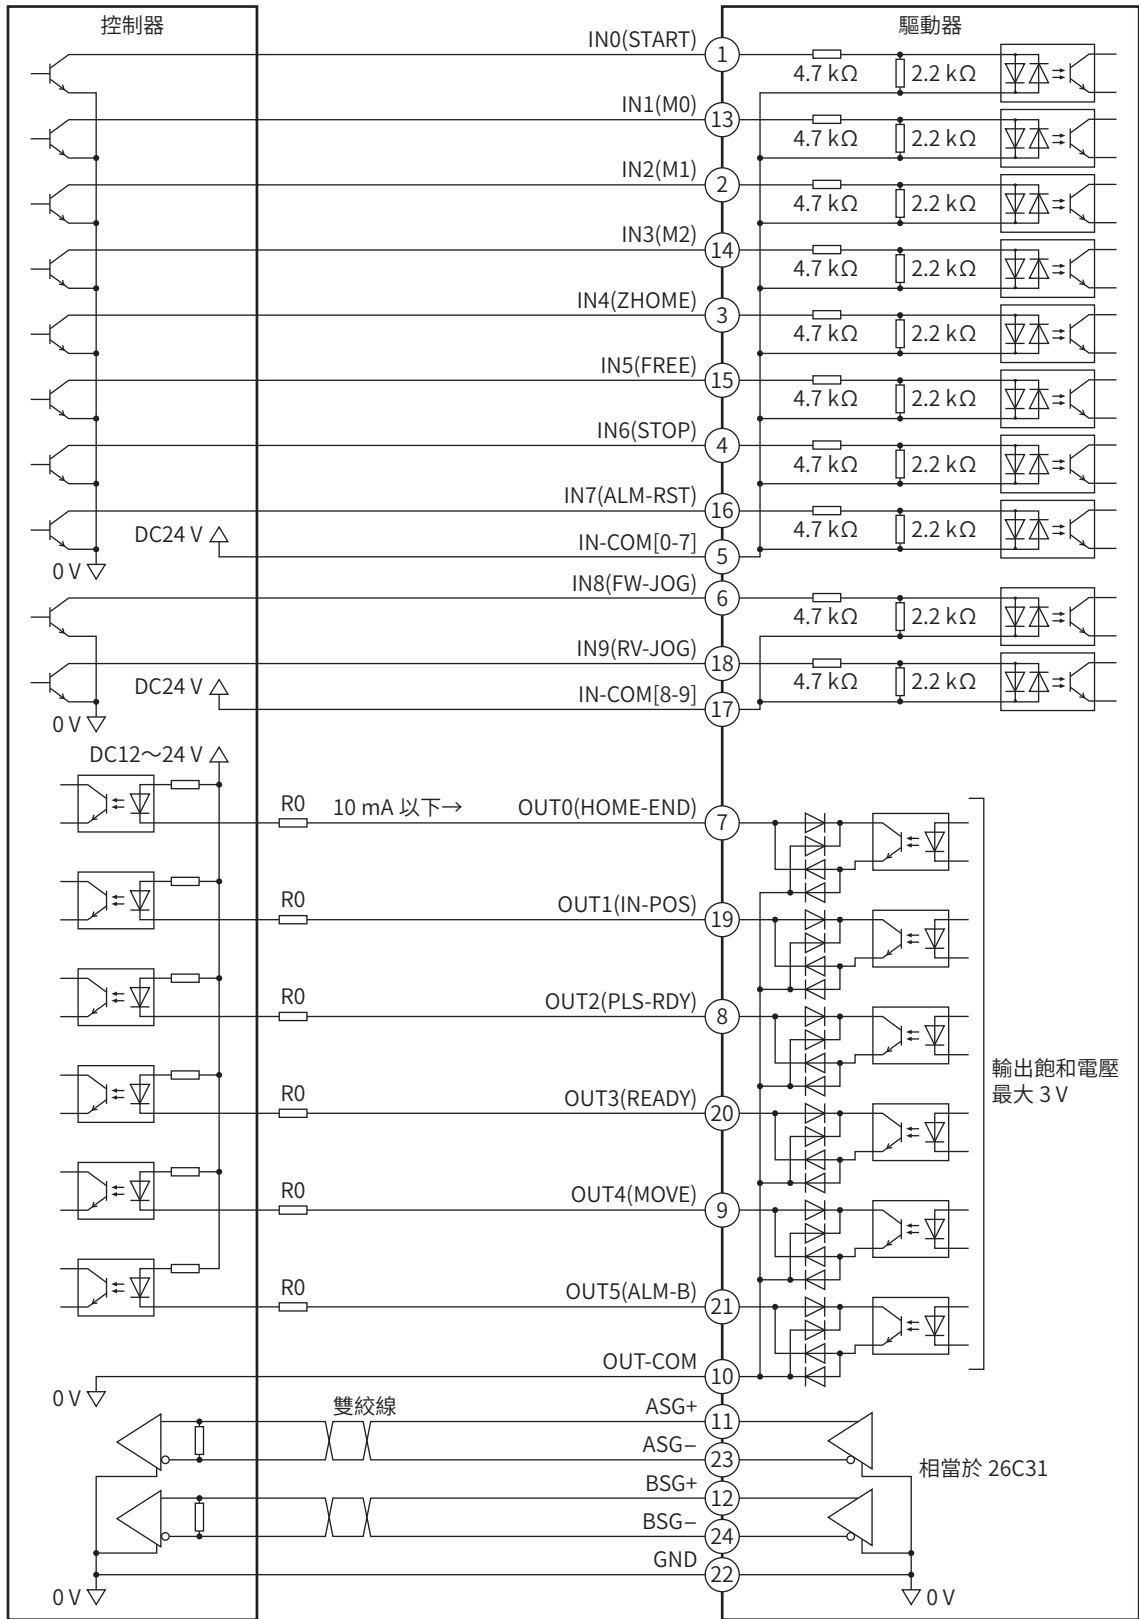 控制器
驅動器
IN0(START)
1
4.7 kΩ
2.2 kΩ
IN1(M0)
13
4.7 kΩ
2.2 kΩ
IN2(M1)
2
4.7 kΩ
2.2 kΩ
IN3(M2)
14
4.7 kΩ
2.2 kΩ
IN4(ZHOME)
3
4.7 kΩ
2.2 kΩ
IN5(FREE)
15
4.7 kΩ
2.2 kΩ
IN6(STOP)
4
4.7 kΩ
2.2 kΩ
IN7(ALM-RST)
16
4.7 kΩ
2.2 kΩ
DC24 V
IN-COM[0-7]
5
0 V
IN8(FW-JOG)
6
4.7 kΩ
2.2 kΩ
IN9(RV-JOG)
18
4.7 kΩ
2.2 kΩ
DC24 V
IN-COM[8-9]
17
0 V
DC12～24 V
R0
10 mA 以下→
OUT0(HOME-END)
7
R0
OUT1(IN-POS)
19
R0
OUT2(PLS-RDY)
8
輸出飽和電壓
最大 3 V
R0
OUT3(READY)
20
R0
OUT4(MOVE)
9
R0
OUT5(ALM-B)
21
OUT-COM
10
0 V
雙絞線
ASG+
11
ASG−
23
相當於 26C31
BSG+
12
BSG−
24
GND
22
0 V
0 V